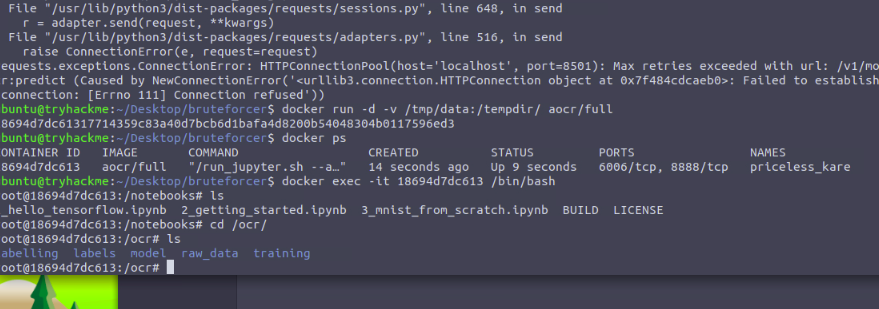 File "/usr/lib/python3/dist-packages/requests/sessions.py", line 648, in send
r = adapter.send(request, **kwargs)
File "/usr/lib/python3/dist-packages/requests/adapters.py", line 516, in send
raise ConnectionError(e, request=request)
equests.exceptions.ConnectionError: HTTPConnectionPool(host='localhost', port=8501): Max retries exceeded with url: /v1/mo
r:predict (Caused by NewConnectionError('<urllib3.connection.HTTPConnection object at 0x7f484cdcaeb0>: Failed to establish
connection: [Errno 111] Connection refused'))
buntu@tryhackme:~/Desktop/bruteforcer$ docker run -d -v /tmp/data:/tempdir/ aocr/full
8694d7dc61317714359c83a40d7bcb6d1bafa4d8200b54048304b0117596ed3
buntu@tryhackme:~/Desktop/bruteforcer$ docker ps
ONTAINER ID   IMAGE   COMMAND   CREATED   STATUS   PORTS   NAMES
8694d7dc613   aocr/full   "/run_jupyter.sh --a…"   14 seconds ago   Up 9 seconds   6006/tcp, 8888/tcp   priceless_kare
buntu@tryhackme:~/Desktop/bruteforcer$ docker exec -it 18694d7dc613 /bin/bash
oot@18694d7dc613:/notebooks# ls
_hello_tensorflow.ipynb  2_getting_started.ipynb  3_mnist_from_scratch.ipynb  BUILD  LICENSE
oot@18694d7dc613:/notebooks# cd /ocr/
oot@18694d7dc613:/ocr# ls
abelling  labels  model  raw_data  training
oot@18694d7dc613:/ocr#